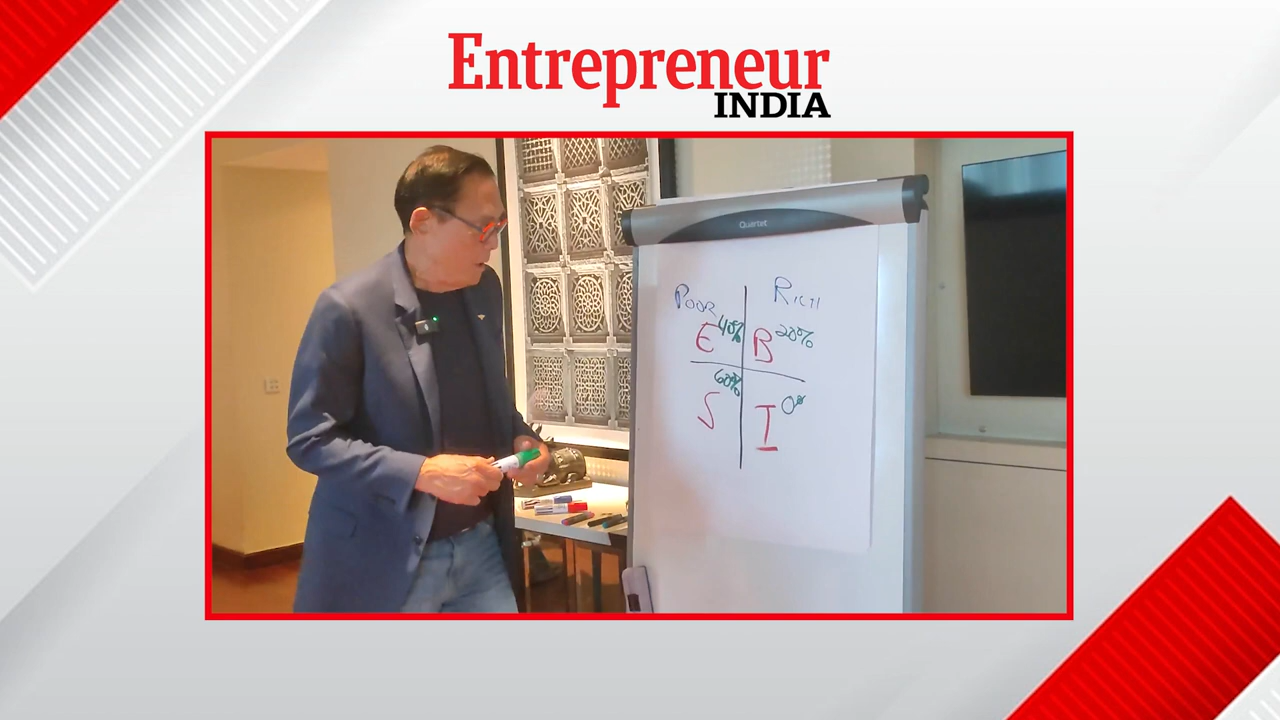 Entrepreneur
INDIA
Quartet
POOR RICH
E 40% B 20%
60%
S I 0%